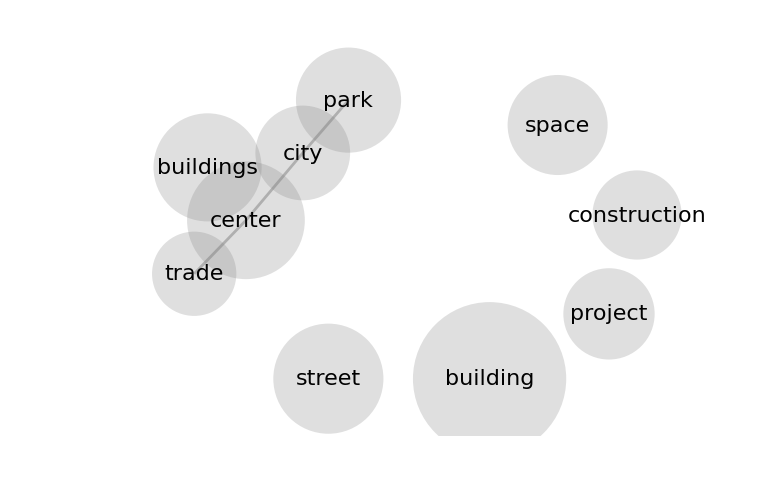 park
space
city
buildings
construction
center
trade
project
street
building